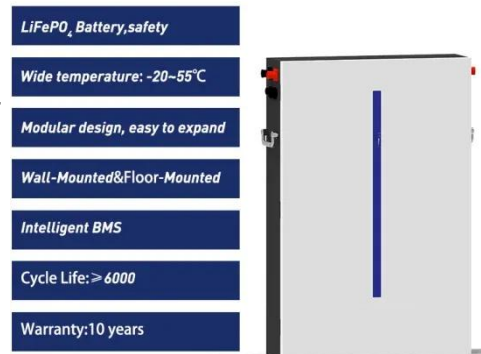 LiFePO₄ Battery,safety
Wide temperature: -20~55℃
Modular design, easy to expand
Wall-Mounted&Floor-Mounted
Intelligent BMS
Cycle Life:≥6000
Warranty:10 years